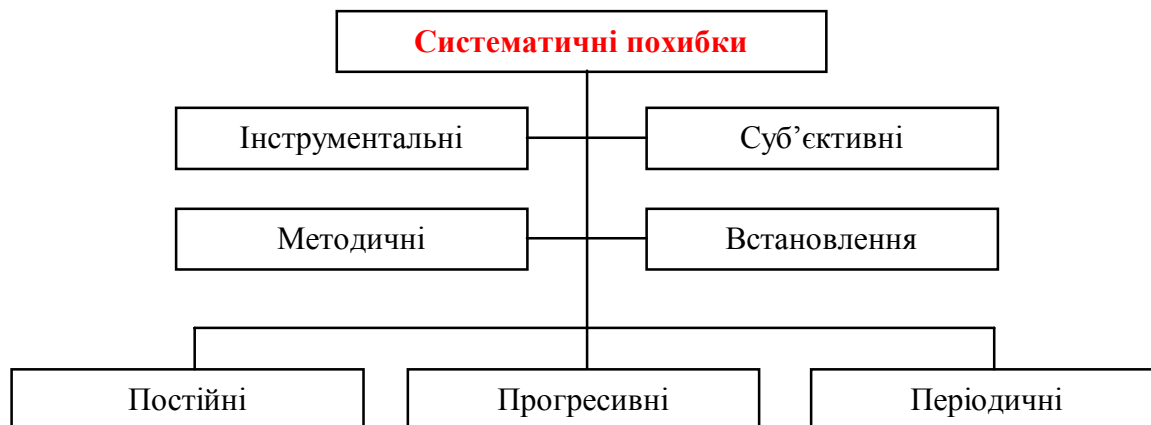 Систематичні похибки
Інструментальні
Суб’єктивні
Методичні
Встановлення
Постійні
Прогресивні
Періодичні